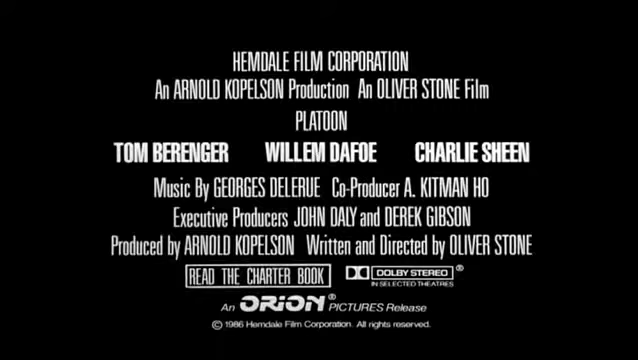 HEMDALE FILM CORPORATION
An ARNOLD KOPELSON Production An OLIVER STONE Film
PLATOON
TOM BERENGER WILLEM DAFOE CHARLIE SHEEN
Music By GEORGES DELERUE Co-Producer A. KITMAN HO
Executive Producers JOHN DALY and DEREK GIBSON
Produced by ARNOLD KOPELSON Written and Directed by OLIVER STONE
READ THE CHARTER BOOK DOLBY STEREO ®
IN SELECTED THEATRES
An ORION® PICTURES Release
© 1986 Hemdale Film Corporation. All rights reserved.